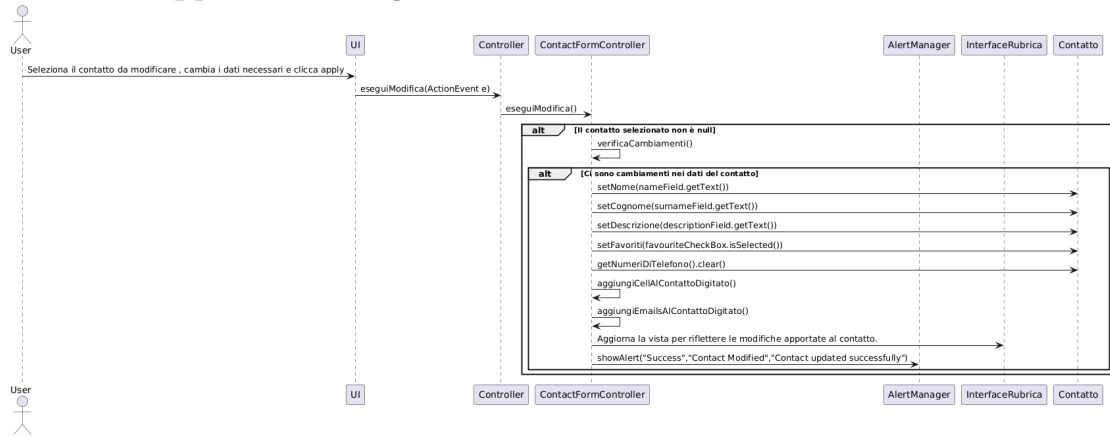 User
UI
Controller
ContactFormController
AlertManager
InterfaceRubrica
Contatto
Seleziona il contatto da modificare , cambia i dati necessari e clicca apply
eseguiModifica(ActionEvent e)
eseguiModifica()
alt [Il contatto selezionato non è null]
verificaCambiamenti()
alt [Ci sono cambiamenti nei dati del contatto]
setNome(nameField.getText())
setCognome(surnameField.getText())
setDescrizione(descriptionField.getText())
setFavoriti(favouriteCheckBox.isSelected())
getNumeriDiTelefono().clear()
aggiungiCellAlContattoDigitato()
aggiungiEmailsAlContattoDigitato()
Aggiorna la vista per riflettere le modifiche apportate al contatto.
showAlert("Success","Contact Modified","Contact updated successfully")
User
UI
Controller
ContactFormController
AlertManager
InterfaceRubrica
Contatto